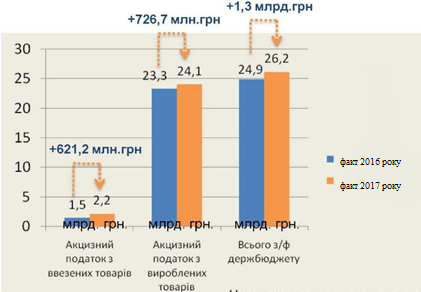 +726,7 млн.грн
+1,3 млрд.грн
30
25
20
15
10
5
0
+621,2 млн.грн
1,5
2,2
23,3
24,1
24,9
26,2
млрд. грн.
млрд. грн.
млрд. грн.
Акцизний
податок з
ввезених товарів
Акцизний
податок з
вироблених
товарів
Всього з/ф
держбюджету
факт 2016 року
факт 2017 року